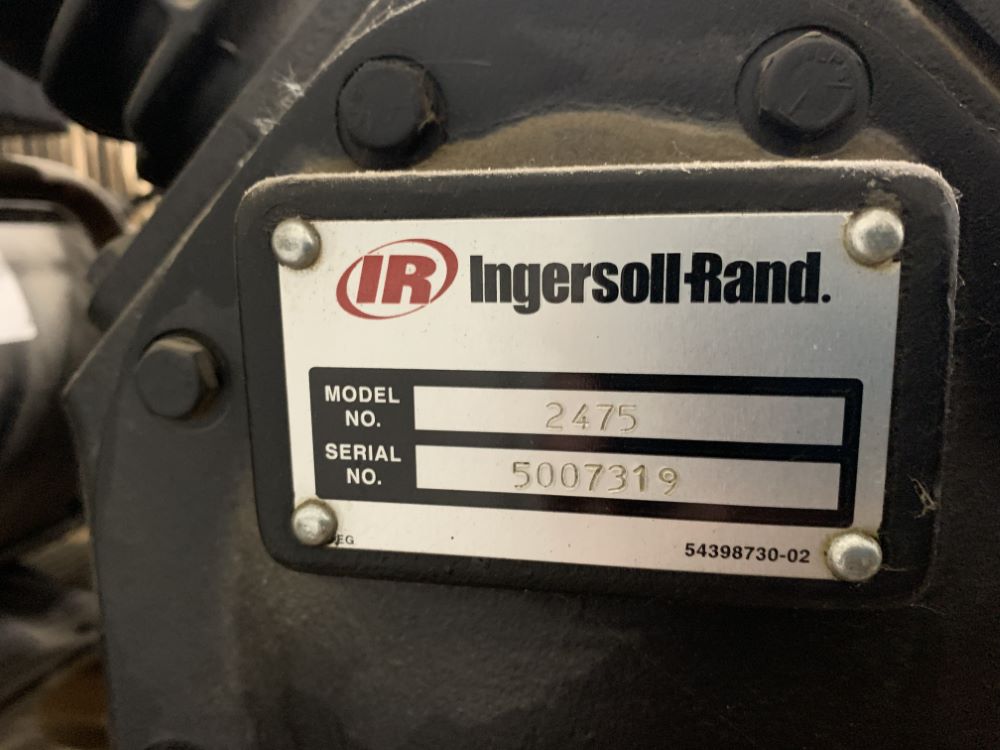 IR Ingersoll-Rand.
MODEL NO. 2475
SERIAL NO. 5007319
54398730-02